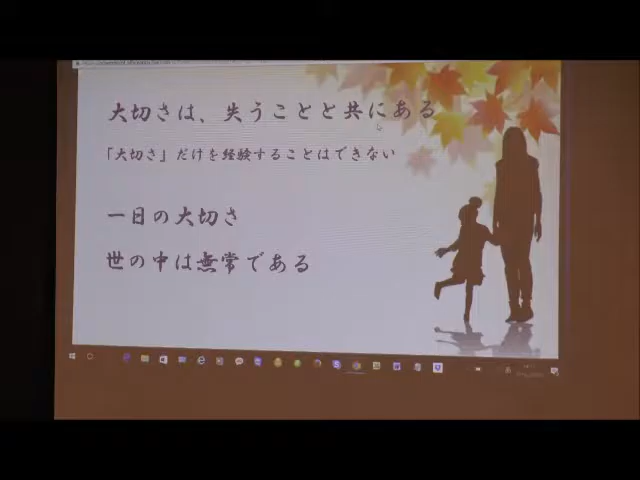 大切さは、失うことと共にある
「大切さ」だけを経験することはできない
一日の大切さ
世の中は無常である